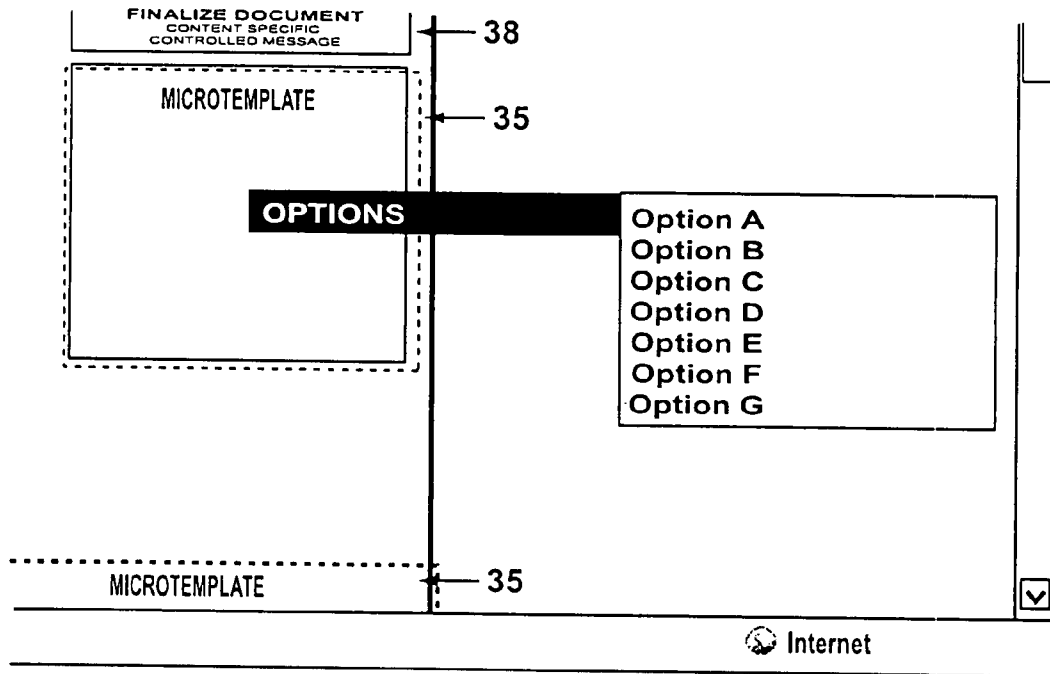 FINALIZE DOCUMENT
CONTENT SPECIFIC
CONTROLLED MESSAGE
38
MICROTEMPLATE
35
OPTIONS
Option A
Option B
Option C
Option D
Option E
Option F
Option G
MICROTEMPLATE
35
Internet